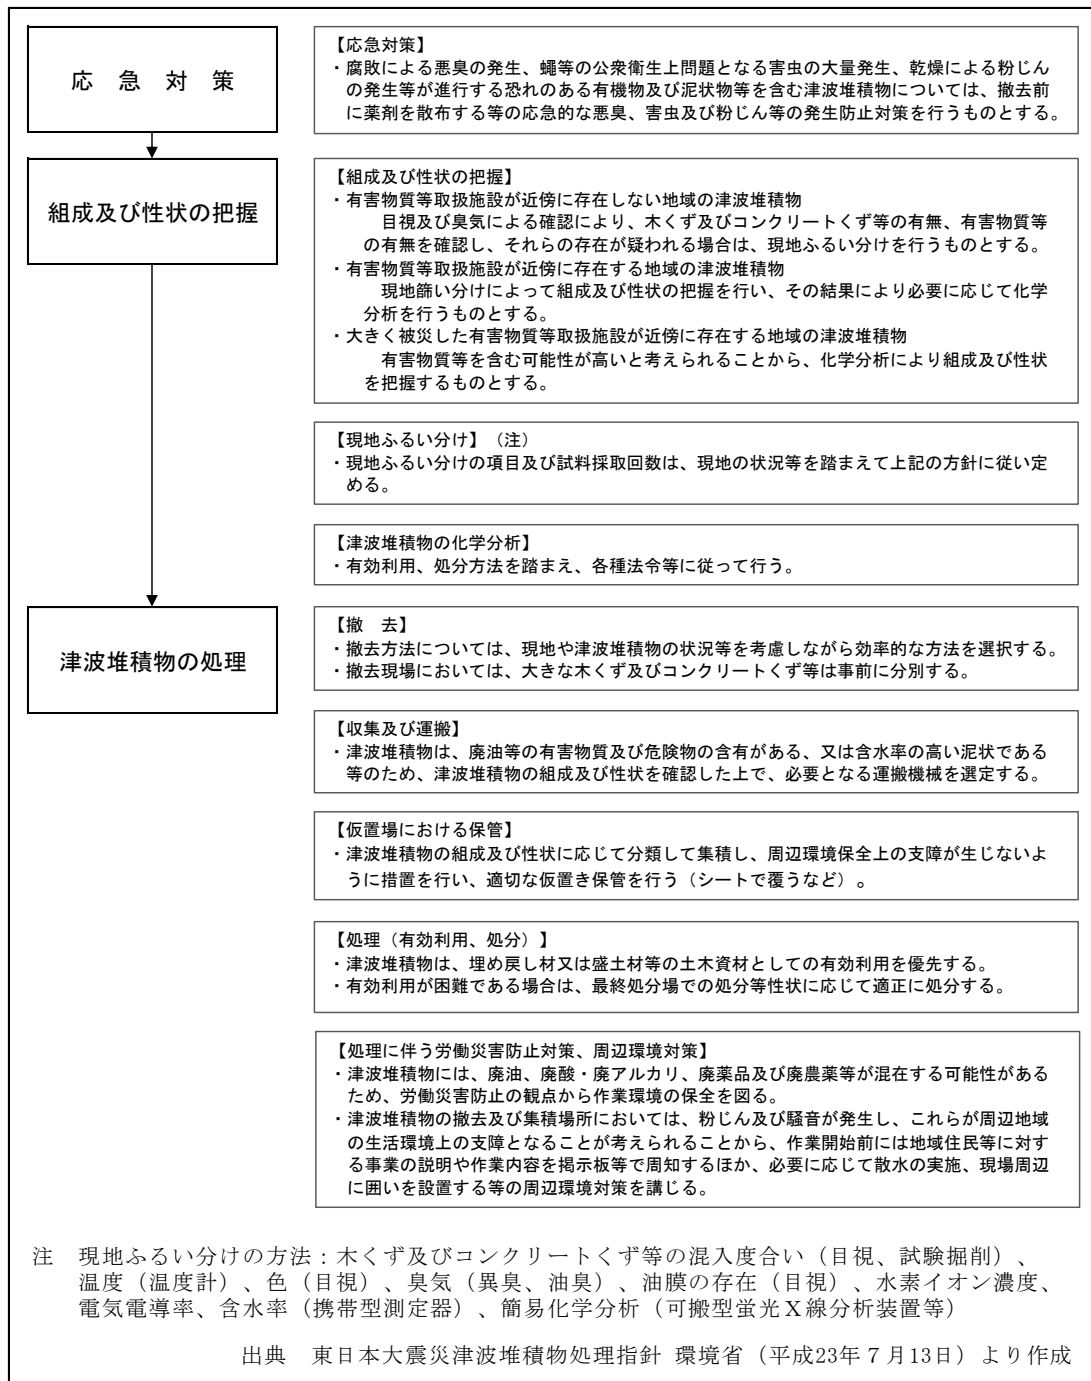 応 急 対 策
【応急対策】
・腐敗による悪臭の発生、蠅等の公衆衛生上問題となる害虫の大量発生、乾燥による粉じん
の発生等が進行する恐れのある有機物及び泥状物等を含む津波堆積物については、撤去前
に薬剤を散布する等の応急的な悪臭、害虫及び粉じん等の発生防止対策を行うものとする。
組成及び性状の把握
【組成及び性状の把握】
・有害物質等取扱施設が近傍に存在しない地域の津波堆積物
目視及び臭気による確認により、木くず及びコンクリートくず等の有無、有害物質等
の有無を確認し、それらの存在が疑われる場合は、現地ふるい分けを行うものとする。
・有害物質等取扱施設が近傍に存在する地域の津波堆積物
現地篩い分けによって組成及び性状の把握を行い、その結果により必要に応じて化学
分析を行うものとする。
・大きく被災した有害物質等取扱施設が近傍に存在する地域の津波堆積物
有害物質等を含む可能性が高いと考えられることから、化学分析により組成及び性状
を把握するものとする。
【現地ふるい分け】（注）
・現地ふるい分けの項目及び試料採取回数は、現地の状況等を踏まえて上記の方針に従い定
める。
【津波堆積物の化学分析】
・有効利用、処分方法を踏まえ、各種法令等に従って行う。
津波堆積物の処理
【撤 去】
・撤去方法については、現地や津波堆積物の状況等を考慮しながら効率的な方法を選択する。
・撤去現場においては、大きな木くず及びコンクリートくず等は事前に分別する。
【収集及び運搬】
・津波堆積物は、廃油等の有害物質及び危険物の含有がある、又は含水率の高い泥状である
等のため、津波堆積物の組成及び性状を確認した上で、必要となる運搬機械を選定する。
【仮置場における保管】
・津波堆積物の組成及び性状に応じて分類して集積し、周辺環境保全上の支障が生じないよ
うに措置を行い、適切な仮置き保管を行う（シートで覆うなど）。
【処理（有効利用、処分）】
・津波堆積物は、埋め戻し材又は盛土材等の土木資材としての有効利用を優先する。
・有効利用が困難である場合は、最終処分場での処分等性状に応じて適正に処分する。
【処理に伴う労働災害防止対策、周辺環境対策】
・津波堆積物には、廃油、廃酸・廃アルカリ、廃薬品及び廃農薬等が混在する可能性がある
ため、労働災害防止の観点から作業環境の保全を図る。
・津波堆積物の撤去及び集積場所においては、粉じん及び騒音が発生し、これらが周辺地域
の生活環境上の支障となることが考えられることから、作業開始前には地域住民等に対す
る事業の説明や作業内容を掲示板等で周知するほか、必要に応じて散水の実施、現場周辺
に囲いを設置する等の周辺環境対策を講じる。
注 現地ふるい分けの方法：木くず及びコンクリートくず等の混入度合い（目視、試験掘削）、
温度（温度計）、色（目視）、臭気（異臭、油臭）、油膜の存在（目視）、水素イオン濃度、
電気電導率、含水率（携帯型測定器）、簡易化学分析（可搬型蛍光Ｘ線分析装置等）
出典 東日本大震災津波堆積物処理指針 環境省（平成23年７月13日）より作成